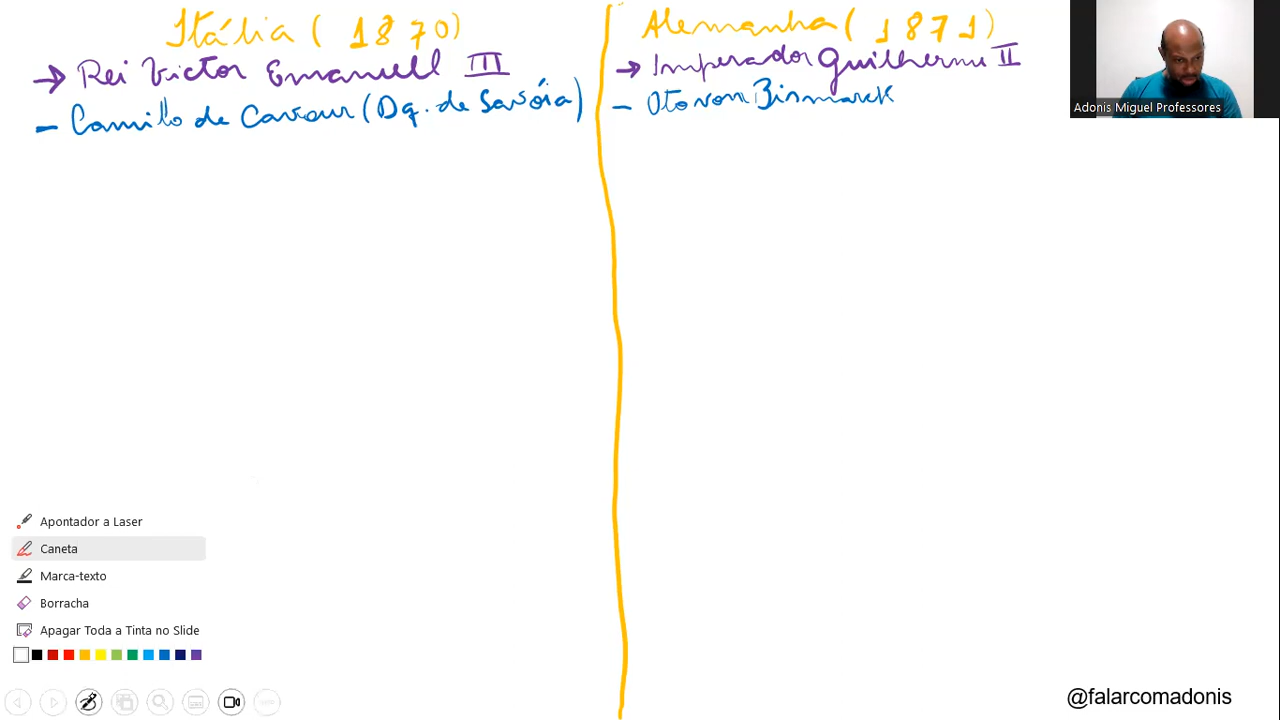 Itália (1870)
→ Rei Victor Emanuell III
- Camilo de Cavour (Dq. de Savóia)
Alemanha (1871)
→ Imperador Guilherme II
- Oto von Bismarck
Adonis Miguel Professores
Apontador a Laser
Caneta
Marca-texto
Borracha
Apagar Toda a Tinta no Slide
@falarcomadonis